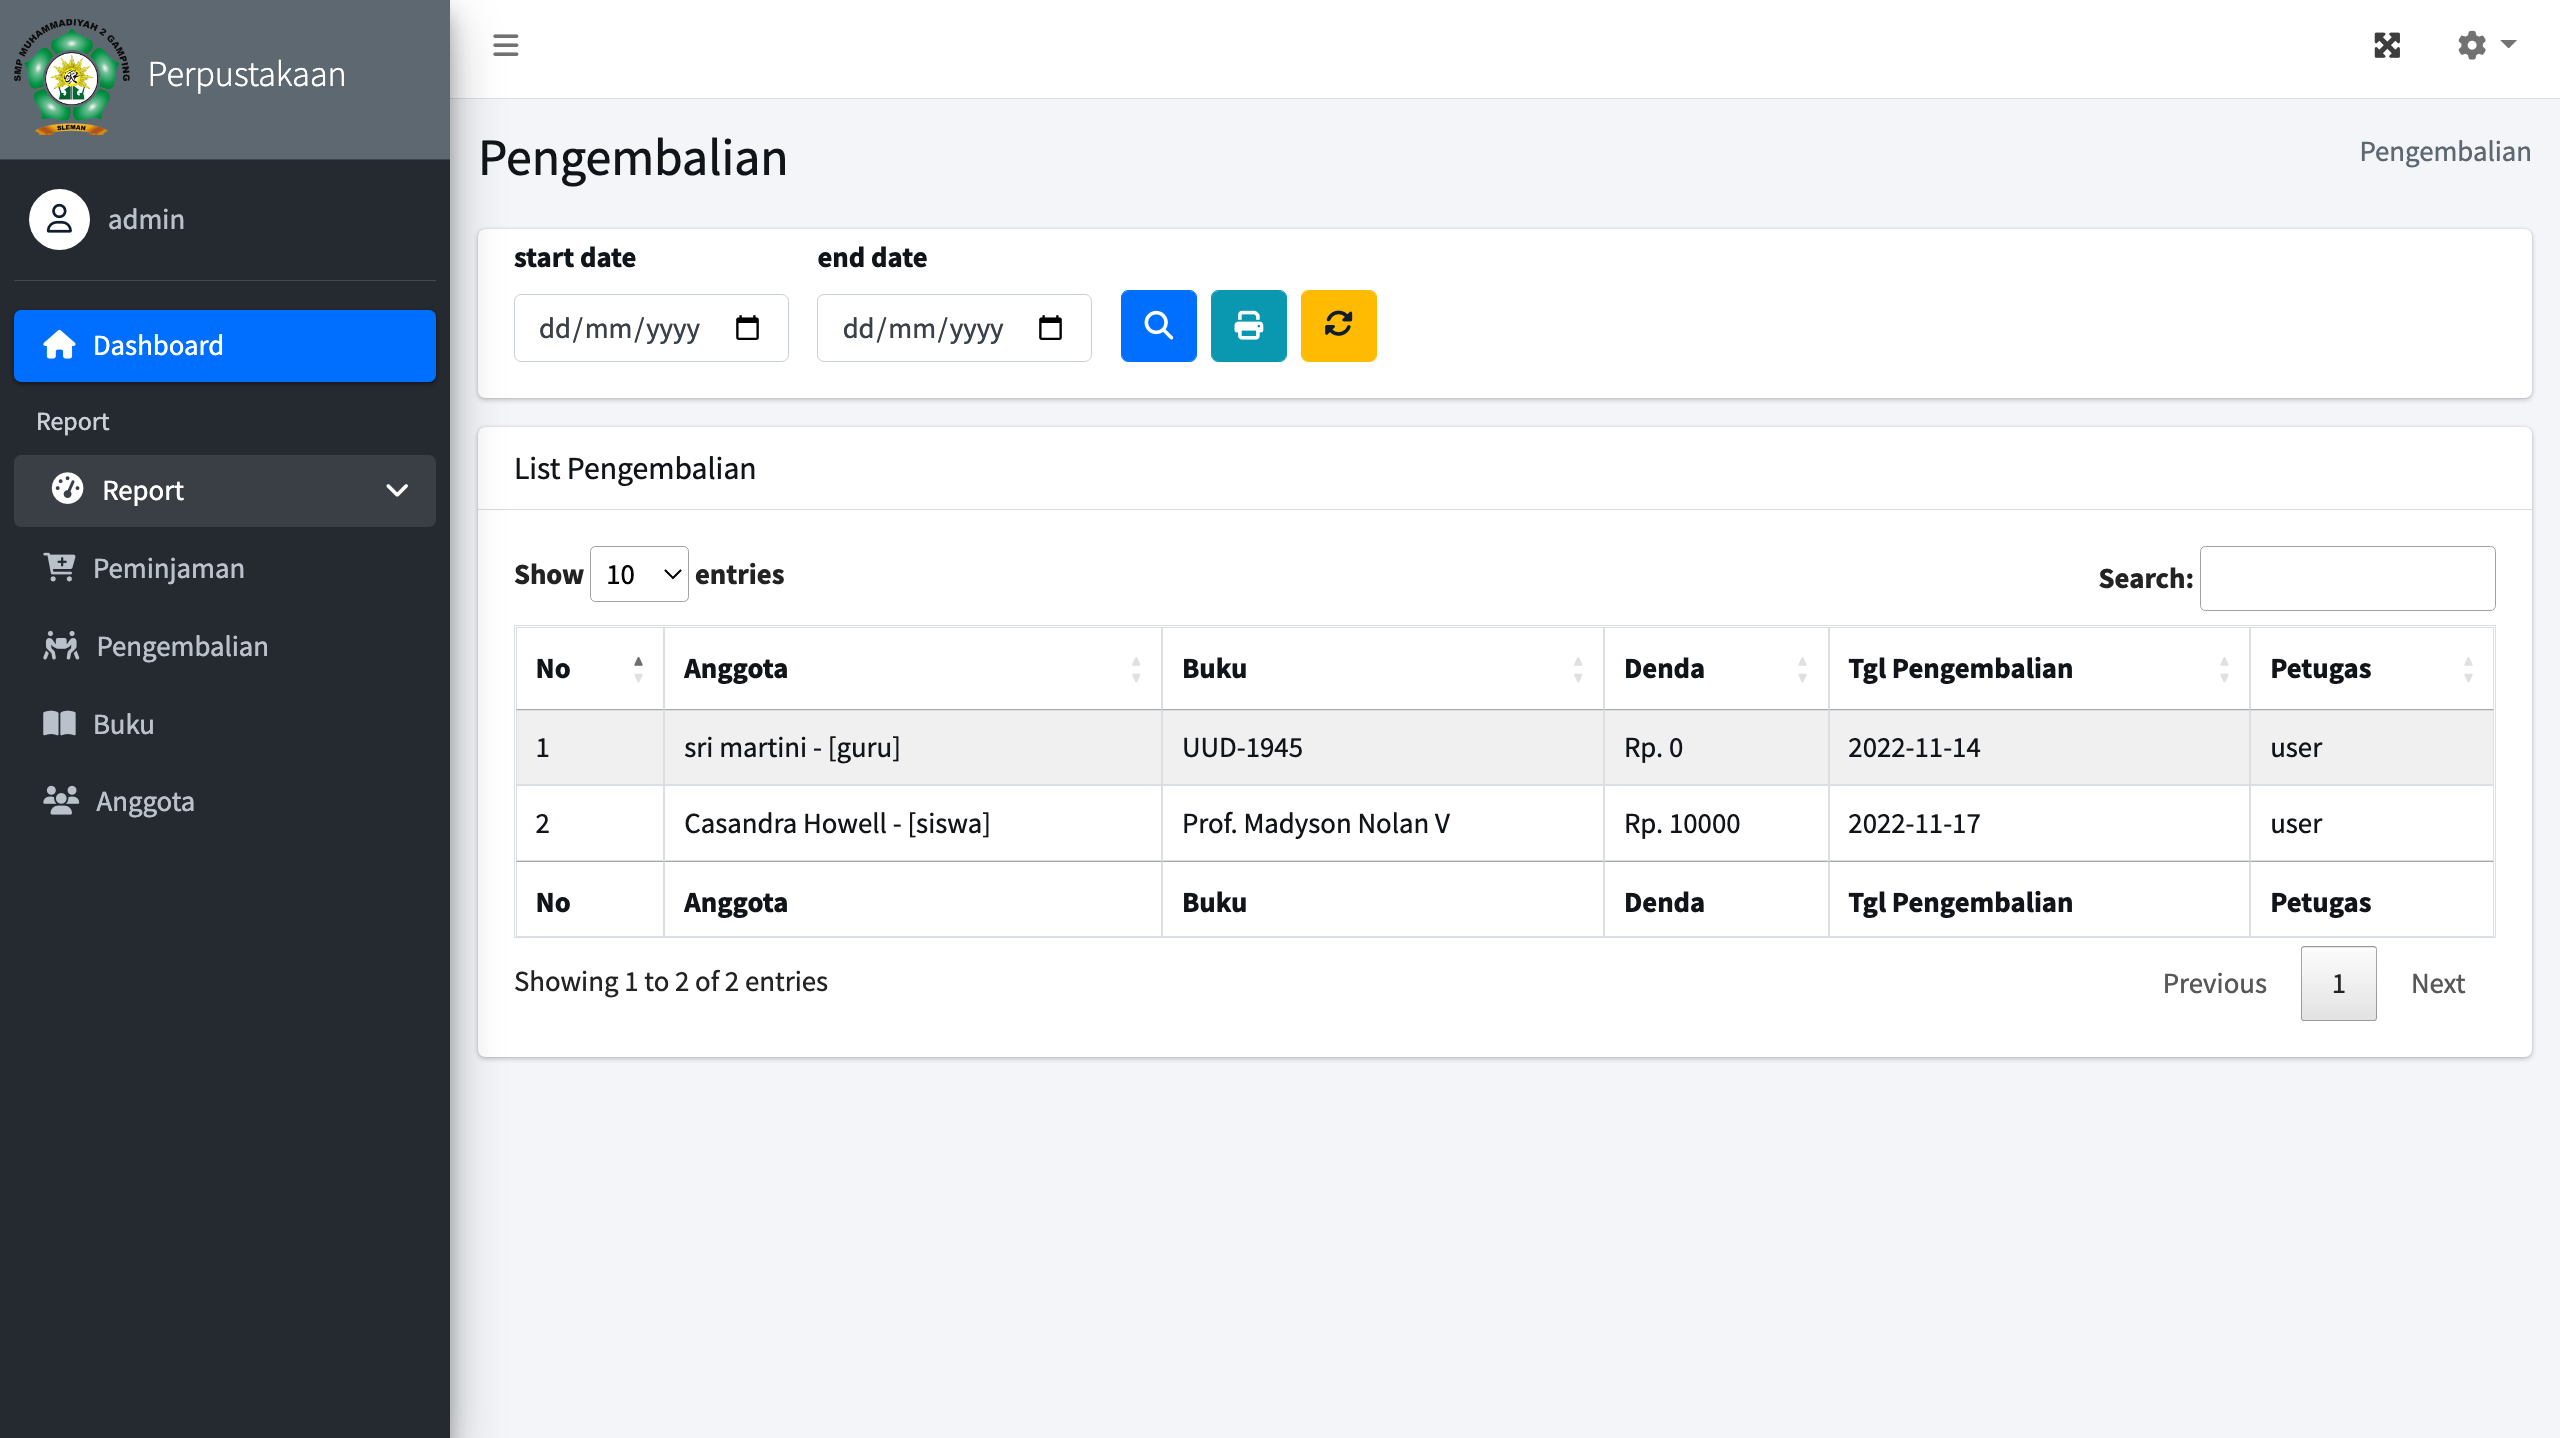 SMP MUHAMMADIYAH 2 GAMPING
SLEMAN
Perpustakaan
admin
Dashboard
Report
Report
Peminjaman
Pengembalian
Buku
Anggota
Pengembalian
Pengembalian
start date end date
dd/mm/yyyy dd/mm/yyyy
List Pengembalian
Show 10 entries Search:
No Anggota Buku Denda Tgl Pengembalian Petugas
1 sri martini - [guru] UUD-1945 Rp. 0 2022-11-14 user
2 Casandra Howell - [siswa] Prof. Madyson Nolan V Rp. 10000 2022-11-17 user
No Anggota Buku Denda Tgl Pengembalian Petugas
Showing 1 to 2 of 2 entries Previous 1 Next